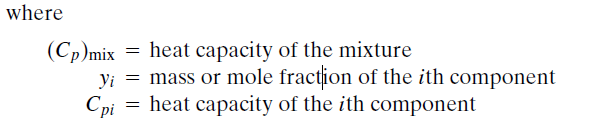 where
(Cp)mix = heat capacity of the mixture
yi = mass or mole fraction of the ith component
Cpi = heat capacity of the ith component